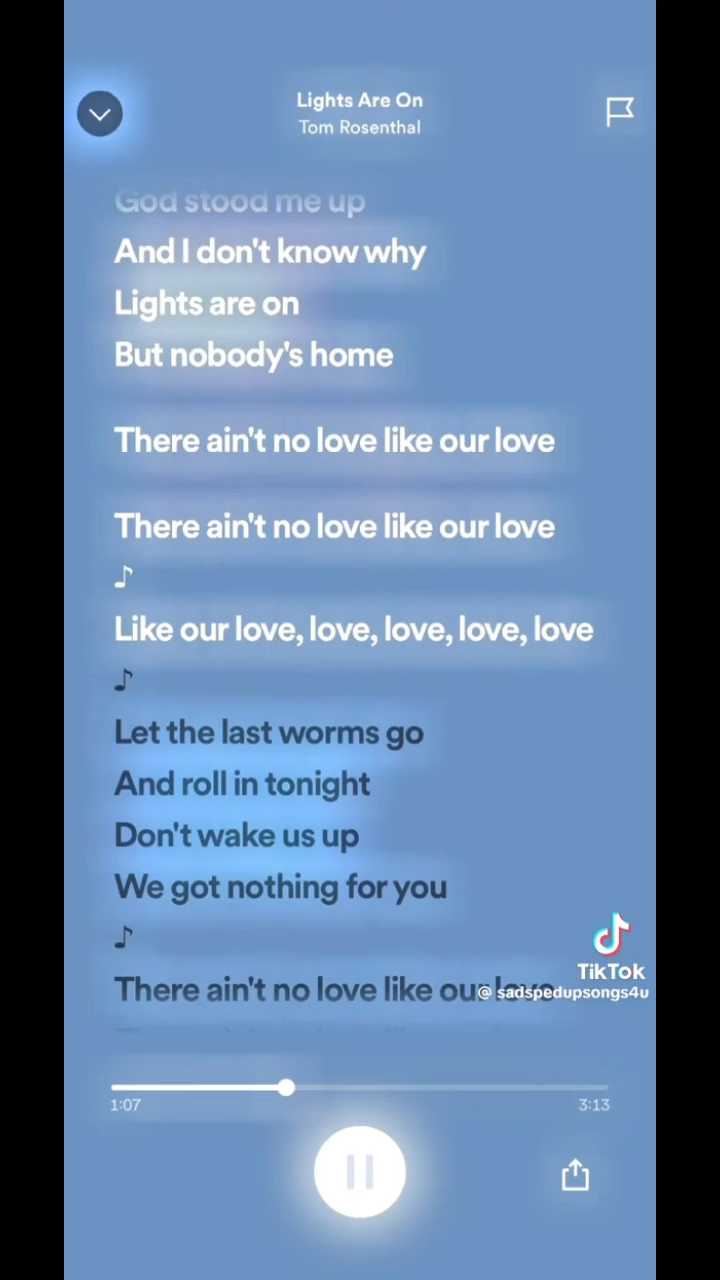 Lights Are On
Tom Rosenthal
God stood me up
And I don't know why
Lights are on
But nobody's home
There ain't no love like our love
There ain't no love like our love
♪
Like our love, love, love, love, love
♪
Let the last worms go
And roll in tonight
Don't wake us up
We got nothing for you
♪
There ain't no love like our love
TikTok
@ sadspedupsongs4u
1:07
3:13